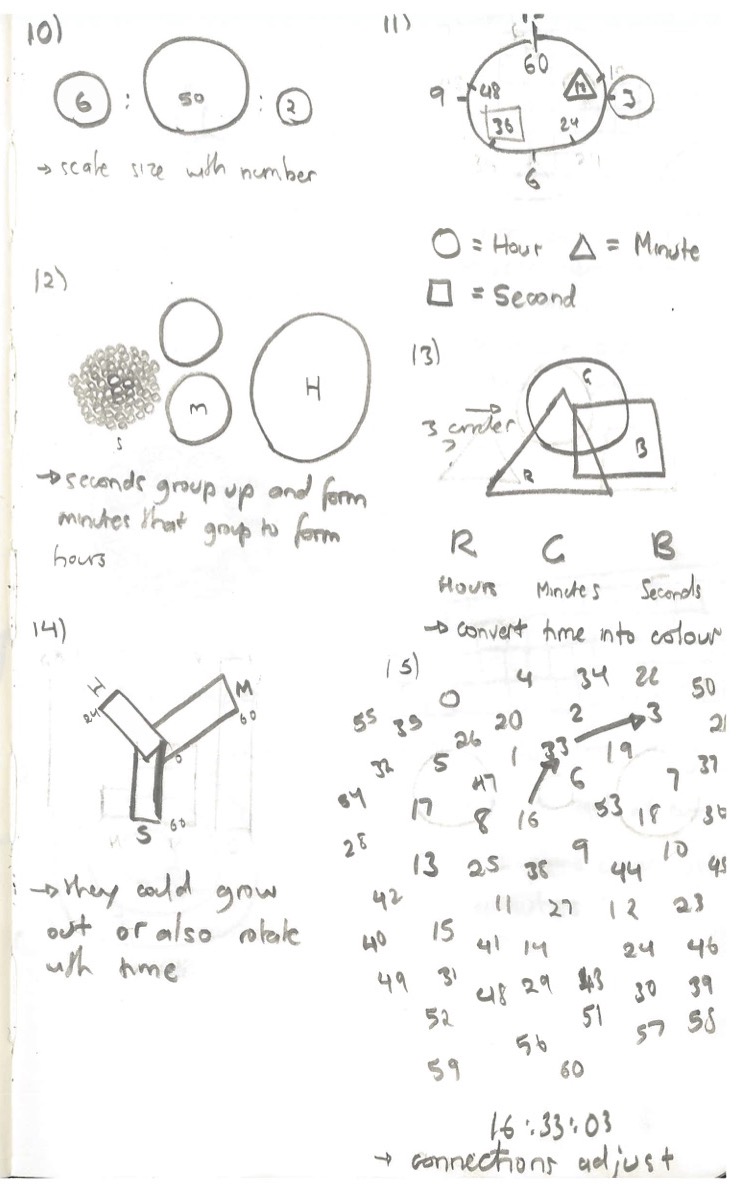 10)
6 : 50 : 2
→ scale size with number
11)
60
48
12
9
3
36
24
6
○ = Hour △ = Minute
□ = Second
12)
S
M
H
→ seconds group up and form
minutes that group to form
hours
13)
3 circles
?
G
R
B
R G B
Hours Minutes Seconds
→ convert time into colour
14)
H
24
M
60
0
S 60
→ they could grow
out or also rotate
with time
15)
0 4 34 22 50
55 35 20 2 3 21
26 33
32 5 1 19 37
47 6 7
54 17 8 16 53 18 36
28
13 25 38 9 44 10 45
42 11 27 12 23
40 15 41 14 24 46
49 31 48 29 43 30 39
52 51 57 58
56
59 60
16:33:03
→ connections adjust